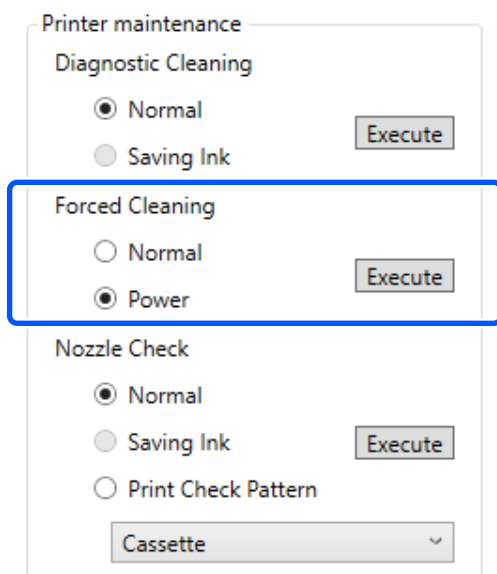 Printer maintenance
Diagnostic Cleaning
Normal
Execute
Saving Ink
Forced Cleaning
Normal
Execute
Power
Nozzle Check
Normal
Saving Ink
Execute
Print Check Pattern
Cassette